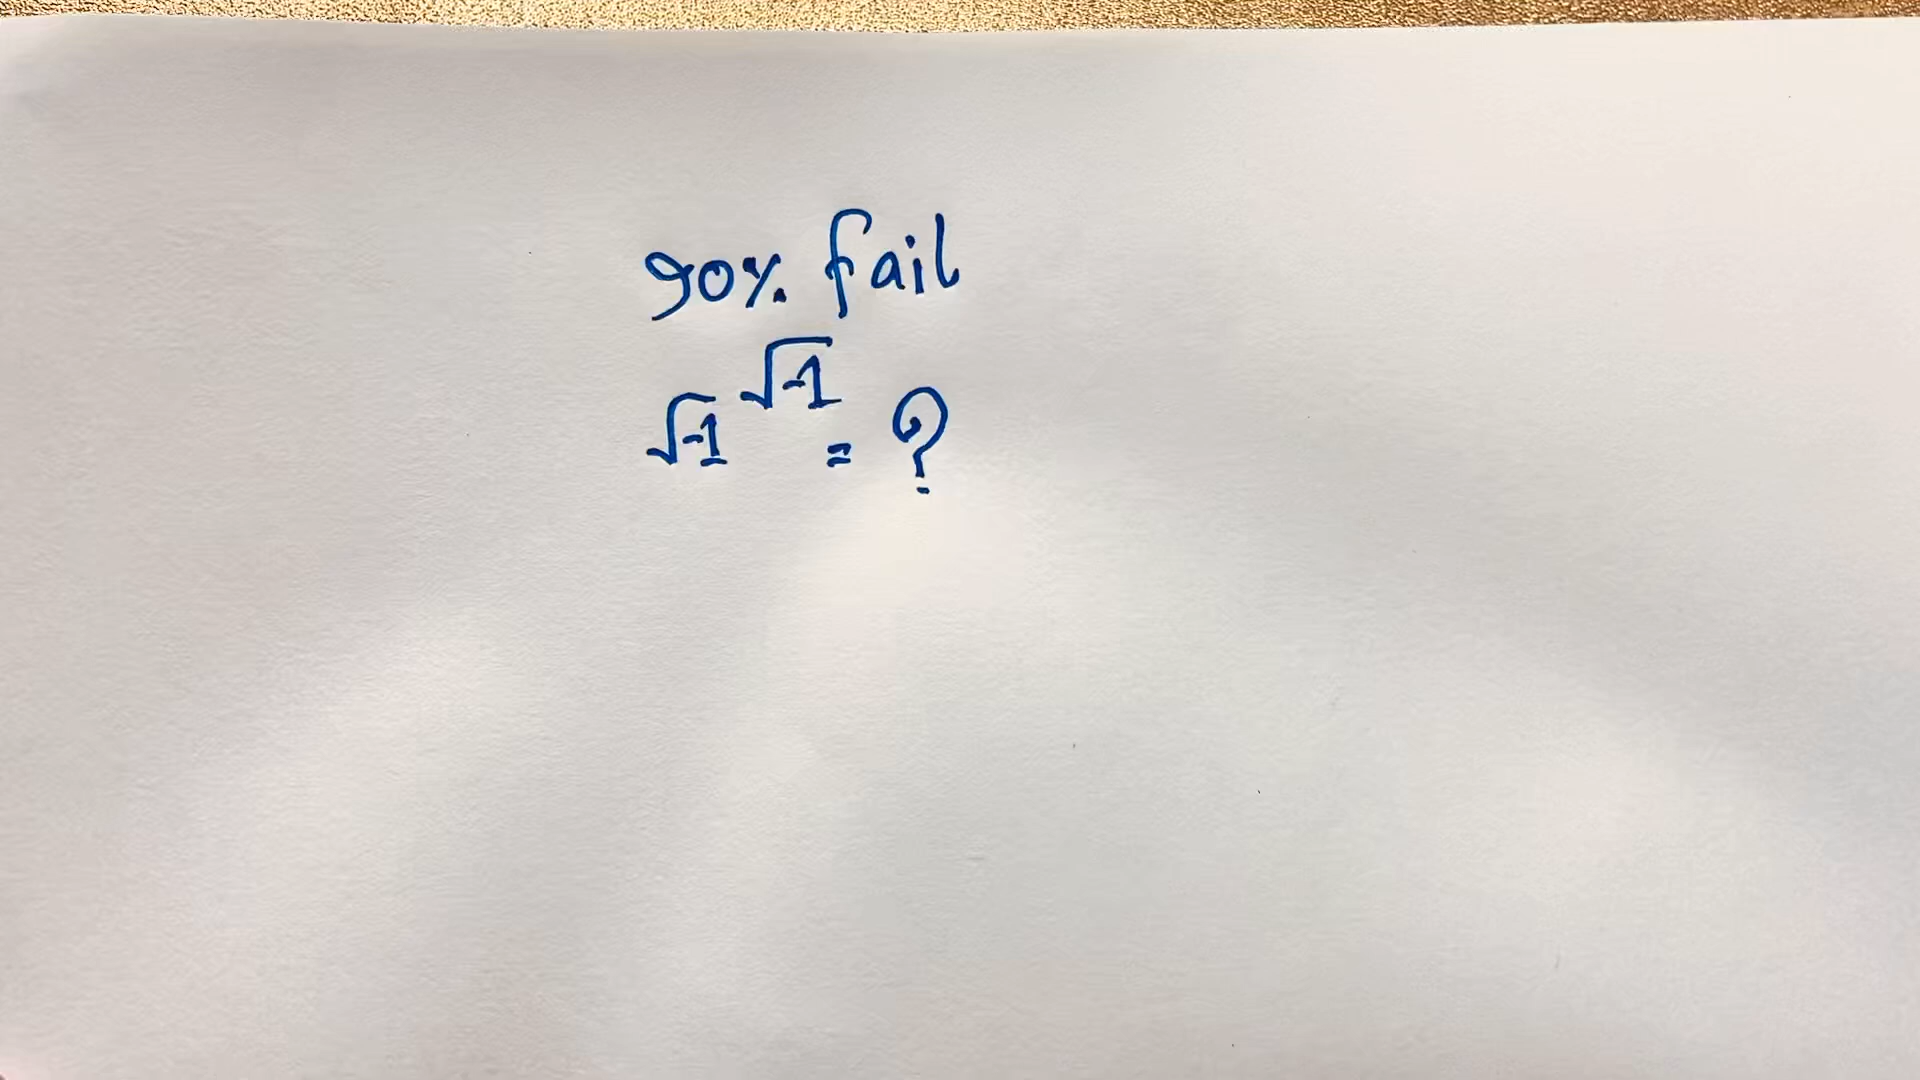 90% fail
√-1^√-1 = ?